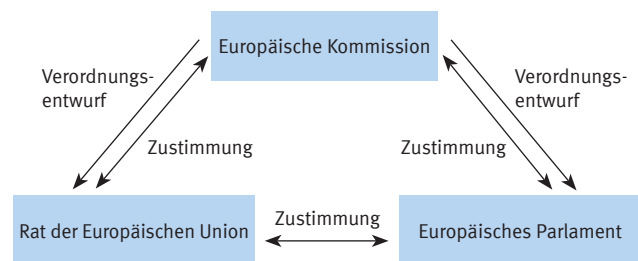 Europäische Kommission
Verordnungs-
entwurf
Verordnungs-
entwurf
Zustimmung
Zustimmung
Rat der Europäischen Union
Zustimmung
Europäisches Parlament